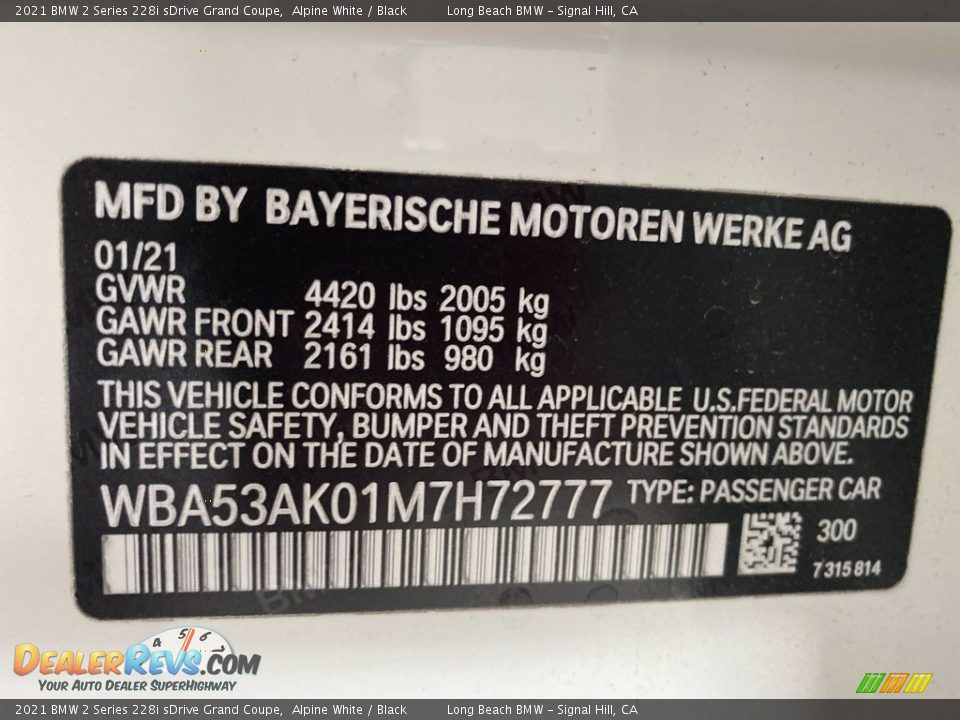 2021 BMW 2 Series 228i sDrive Grand Coupe, Alpine White / Black Long Beach BMW - Signal Hill, CA
MFD BY BAYERISCHE MOTOREN WERKE AG
01/21
GVWR 4420 lbs 2005 kg
GAWR FRONT 2414 lbs 1095 kg
GAWR REAR 2161 lbs 980 kg
THIS VEHICLE CONFORMS TO ALL APPLICABLE U.S.FEDERAL MOTOR
VEHICLE SAFETY, BUMPER AND THEFT PREVENTION STANDARDS
IN EFFECT ON THE DATE OF MANUFACTURE SHOWN ABOVE.
WBA53AK01M7H72777 TYPE: PASSENGER CAR
300
7315814
4 5 6 7
DEALERREVS.COM
YOUR AUTO DEALER SUPERHIGHWAY
2021 BMW 2 Series 228i sDrive Grand Coupe, Alpine White / Black Long Beach BMW - Signal Hill, CA